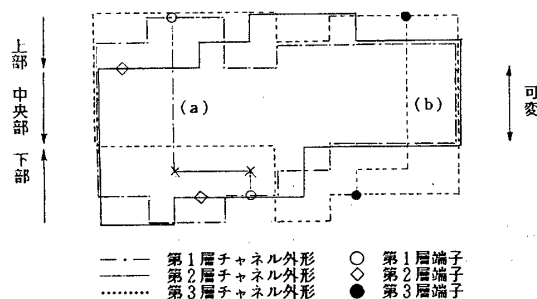 上部
中央部
下部
(a)
(b)
可変
第1層チャネル外形
第2層チャネル外形
第3層チャネル外形
第1層端子
第2層端子
第3層端子